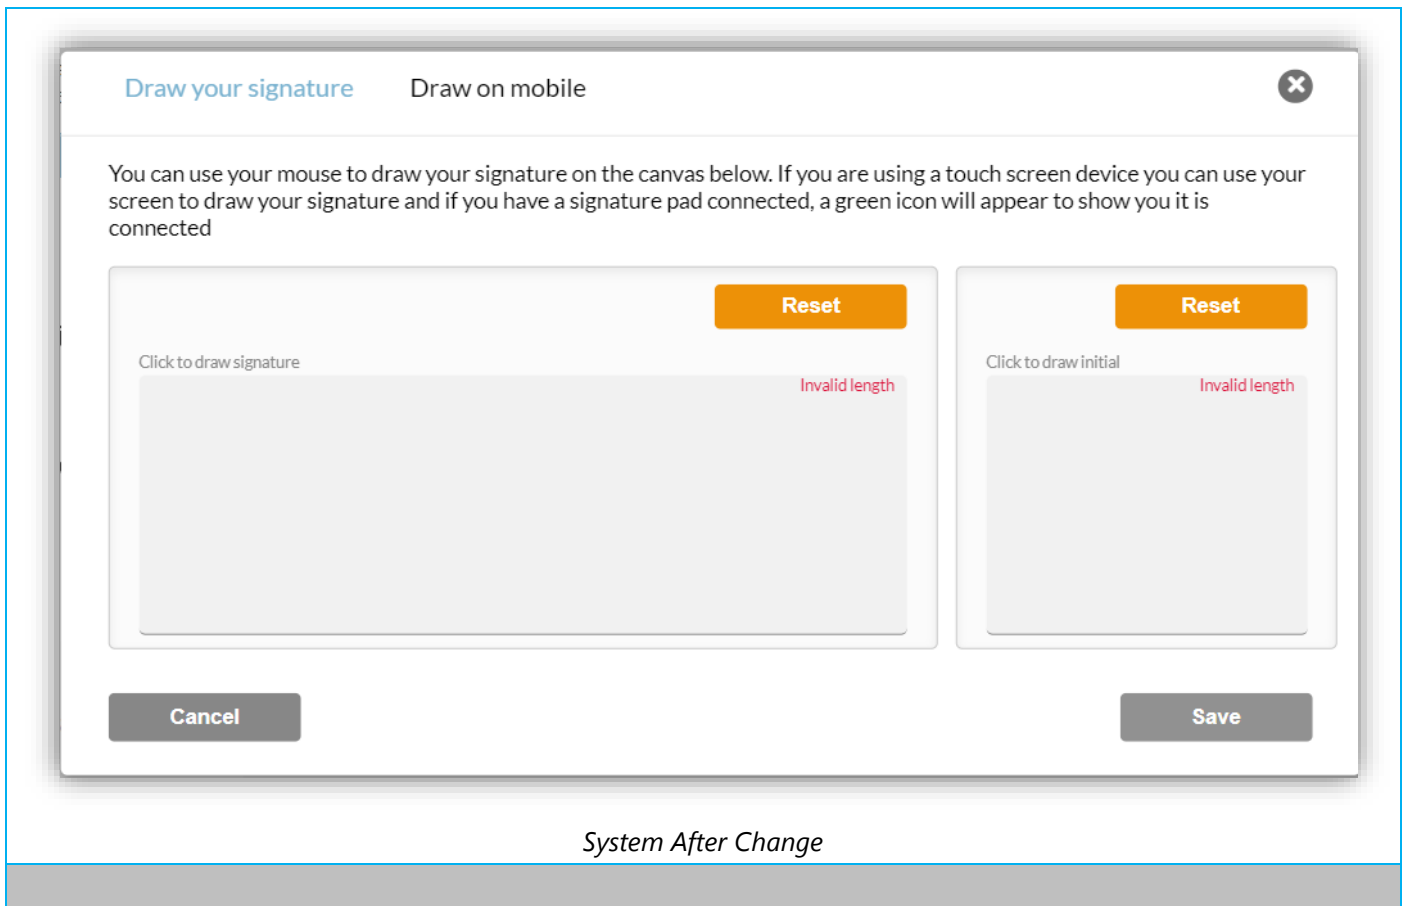 Draw your signature Draw on mobile
You can use your mouse to draw your signature on the canvas below. If you are using a touch screen device you can use your
screen to draw your signature and if you have a signature pad connected, a green icon will appear to show you it is
connected
Reset Reset
Click to draw signature Click to draw initial
Invalid length Invalid length
Cancel Save
System After Change